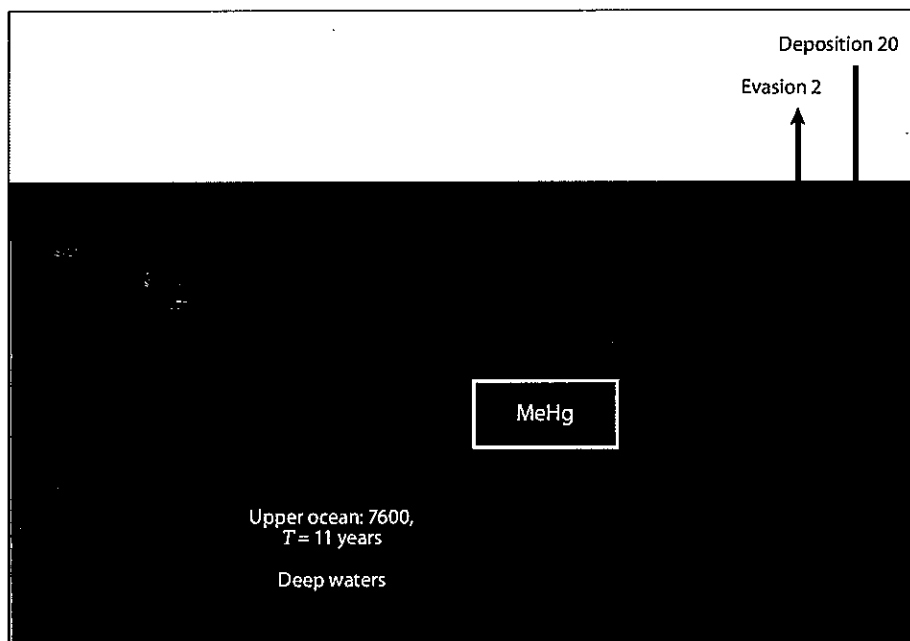 Deposition 20
Evasion 2
MeHg
Upper ocean: 7600,
T = 11 years
Deep waters